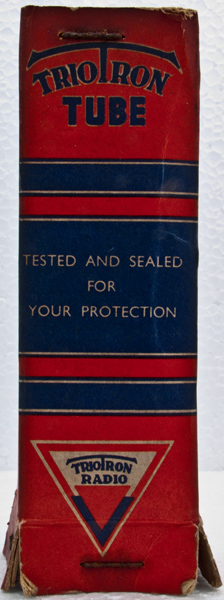 TRIOTRON
TUBE
TESTED AND SEALED
FOR
YOUR PROTECTION
TRIOTRON
RADIO